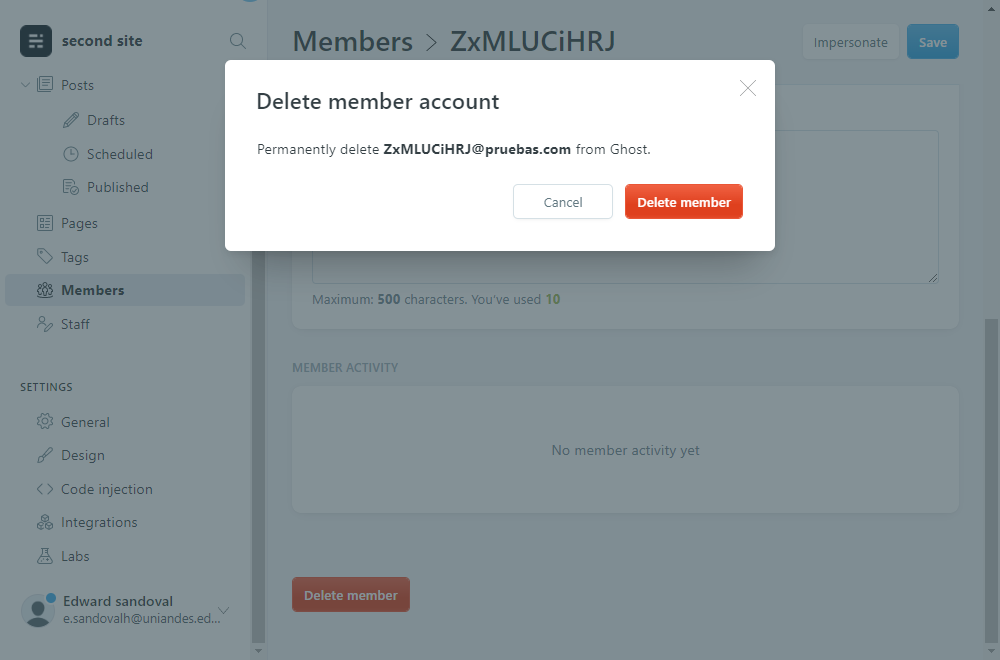 second site
Posts
Drafts
Scheduled
Published
Pages
Tags
Members
Staff
SETTINGS
General
Design
Code injection
Integrations
Labs
Edward sandoval
e.sandovalh@uniandes.ed...
Members > ZxMLUCiHRJ
Impersonate
Save
Delete member account
Permanently delete ZxMLUCiHRJ@pruebas.com from Ghost.
Cancel
Delete member
Maximum: 500 characters. You've used 10
MEMBER ACTIVITY
No member activity yet
Delete member